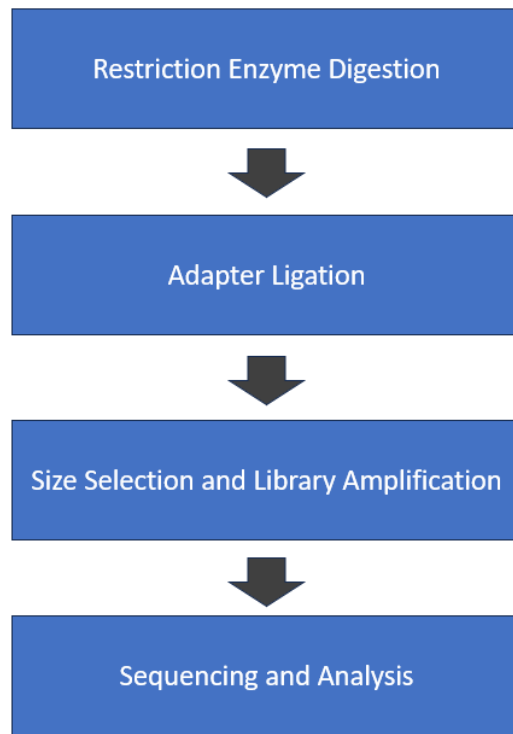 Restriction Enzyme Digestion
Adapter Ligation
Size Selection and Library Amplification
Sequencing and Analysis